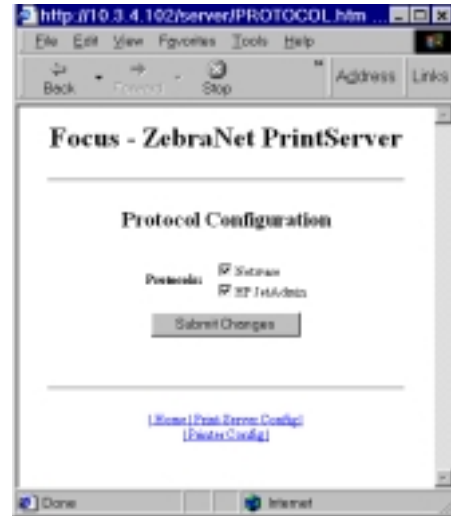 http://10.3.4.102/server/PROTOCOL.htm ...
File Edit View Favorites Tools Help
Back Forward Stop » Address Links
Focus - ZebraNet PrintServer
Protocol Configuration
Protocols: Netware
HP JetAdmin
Submit Changes
| Home | Print Server Config |
| Printer Config |
Done Internet